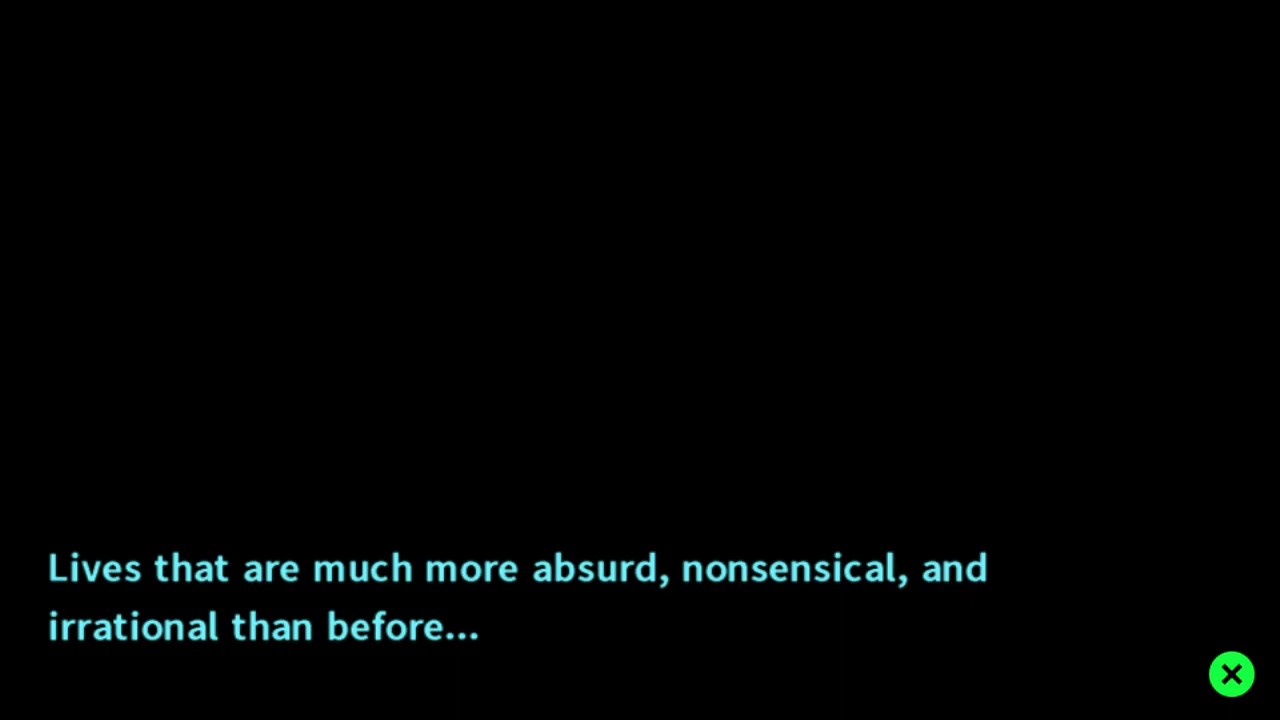 Lives that are much more absurd, nonsensical, and
irrational than before...